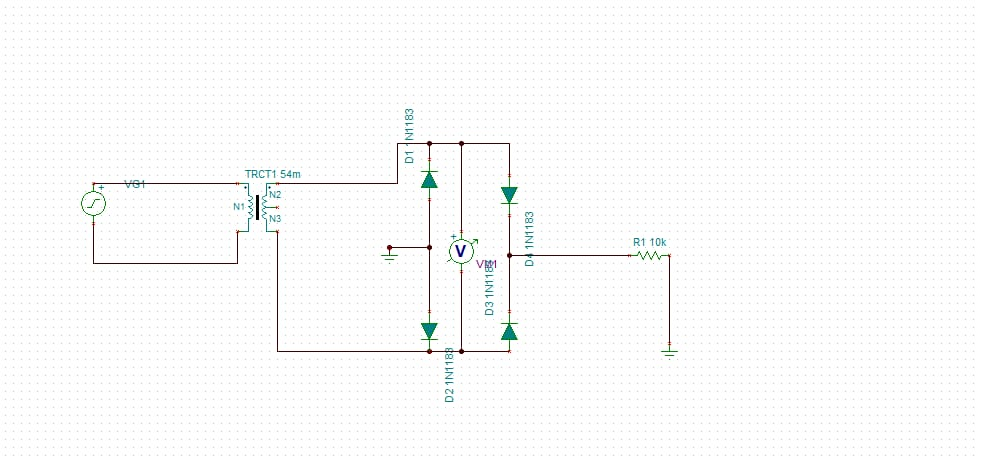 D1 1N1183
TRCT1 54m
+
VG1
N2
N1
N3
D4 1N1183
+
V
VM1
R1 10k
D3 1N1183
D2 1N1183